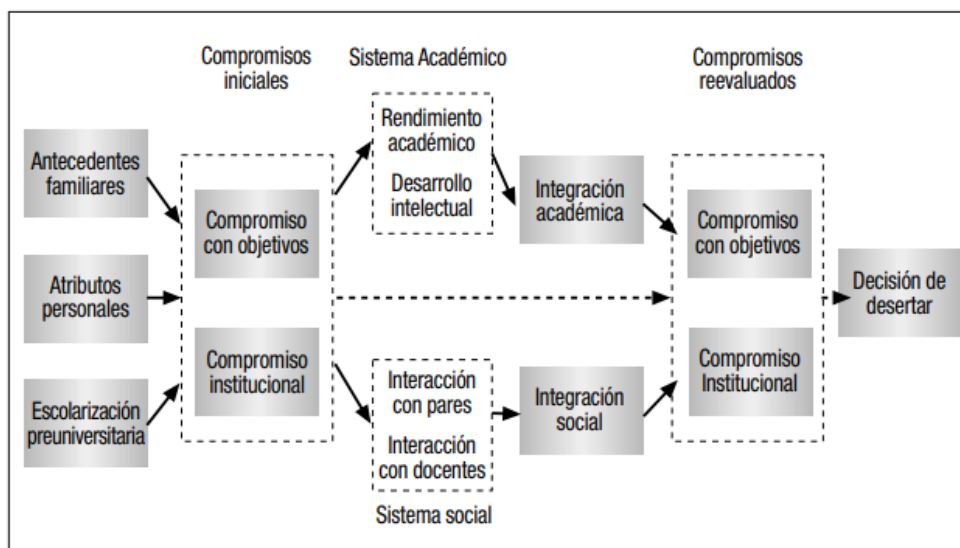 Compromisos
iniciales
Sistema Académico
Compromisos
reevaluados
Antecedentes
familiares
Atributos
personales
Escolarización
preuniversitaria
Compromiso
con objetivos
Compromiso
institucional
Rendimiento
académico
Desarrollo
intelectual
Interacción
con pares
Interacción
con docentes
Sistema social
Integración
académica
Integración
social
Compromiso
con objetivos
Compromiso
Institucional
Decisión de
desertar